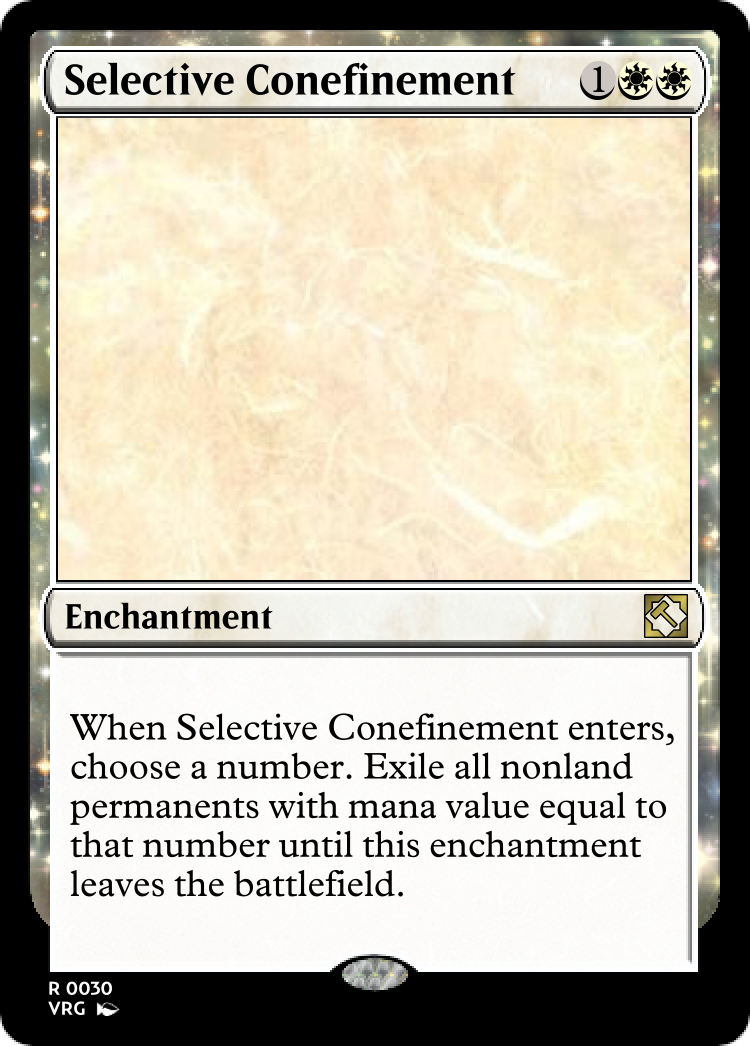 Selective Conefinement 1
Enchantment
When Selective Conefinement enters,
choose a number. Exile all nonland
permanents with mana value equal to
that number until this enchantment
leaves the battlefield.
R 0030
VRG